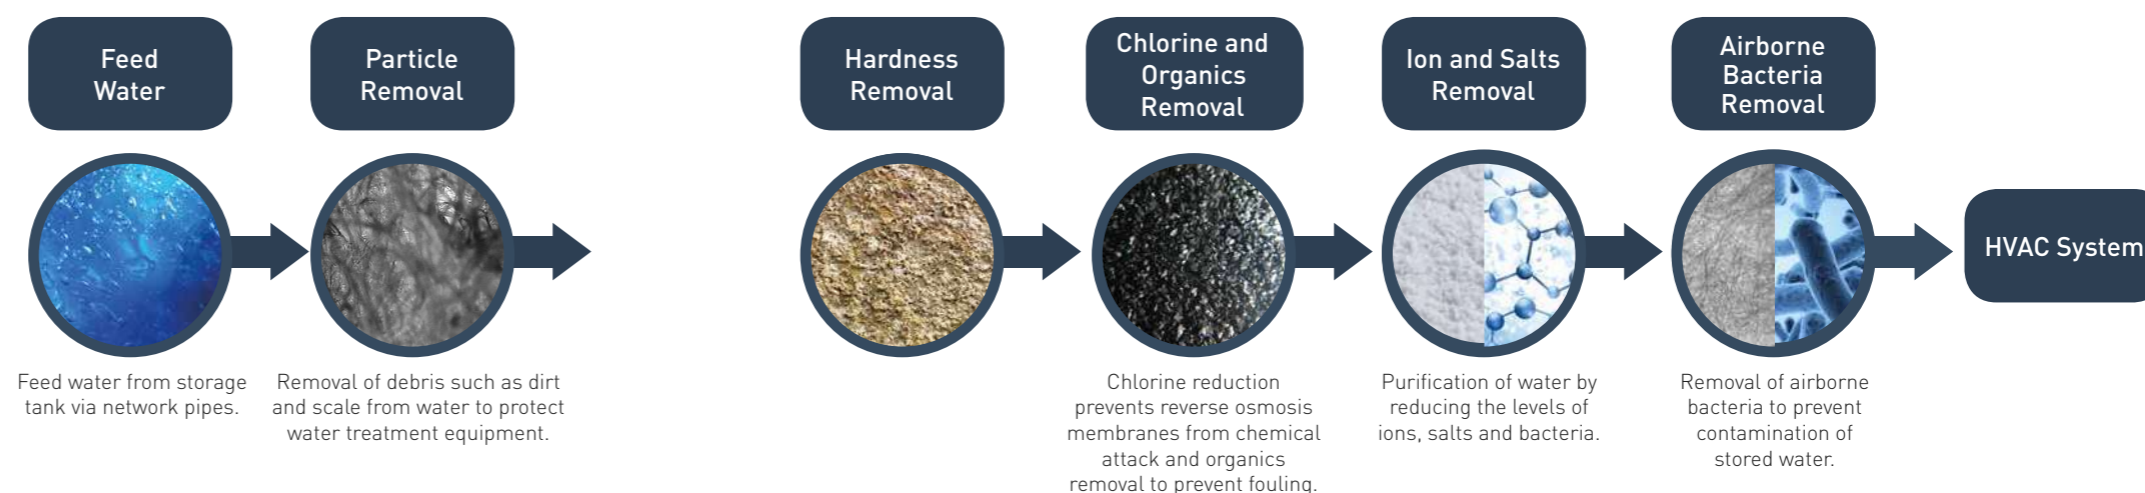 Feed
Water
Particle
Removal
Hardness
Removal
Chlorine and
Organics
Removal
Ion and Salts
Removal
Airborne
Bacteria
Removal
HVAC System
Feed water from storage
tank via network pipes.
Removal of debris such as dirt
and scale from water to protect
water treatment equipment.
Chlorine reduction
prevents reverse osmosis
membranes from chemical
attack and organics
removal to prevent fouling.
Purification of water by
reducing the levels of
ions, salts and bacteria.
Removal of airborne
bacteria to prevent
contamination of
stored water.